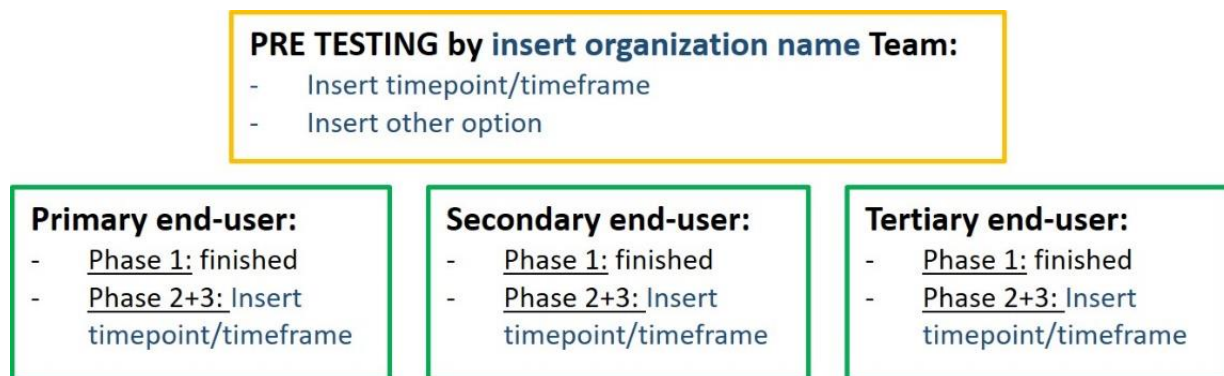 PRE TESTING by insert organization name Team:
- Insert timepoint/timeframe
- Insert other option
Primary end-user:
- Phase 1: finished
- Phase 2+3: Insert
timepoint/timeframe
Secondary end-user:
- Phase 1: finished
- Phase 2+3: Insert
timepoint/timeframe
Tertiary end-user:
- Phase 1: finished
- Phase 2+3: Insert
timepoint/timeframe